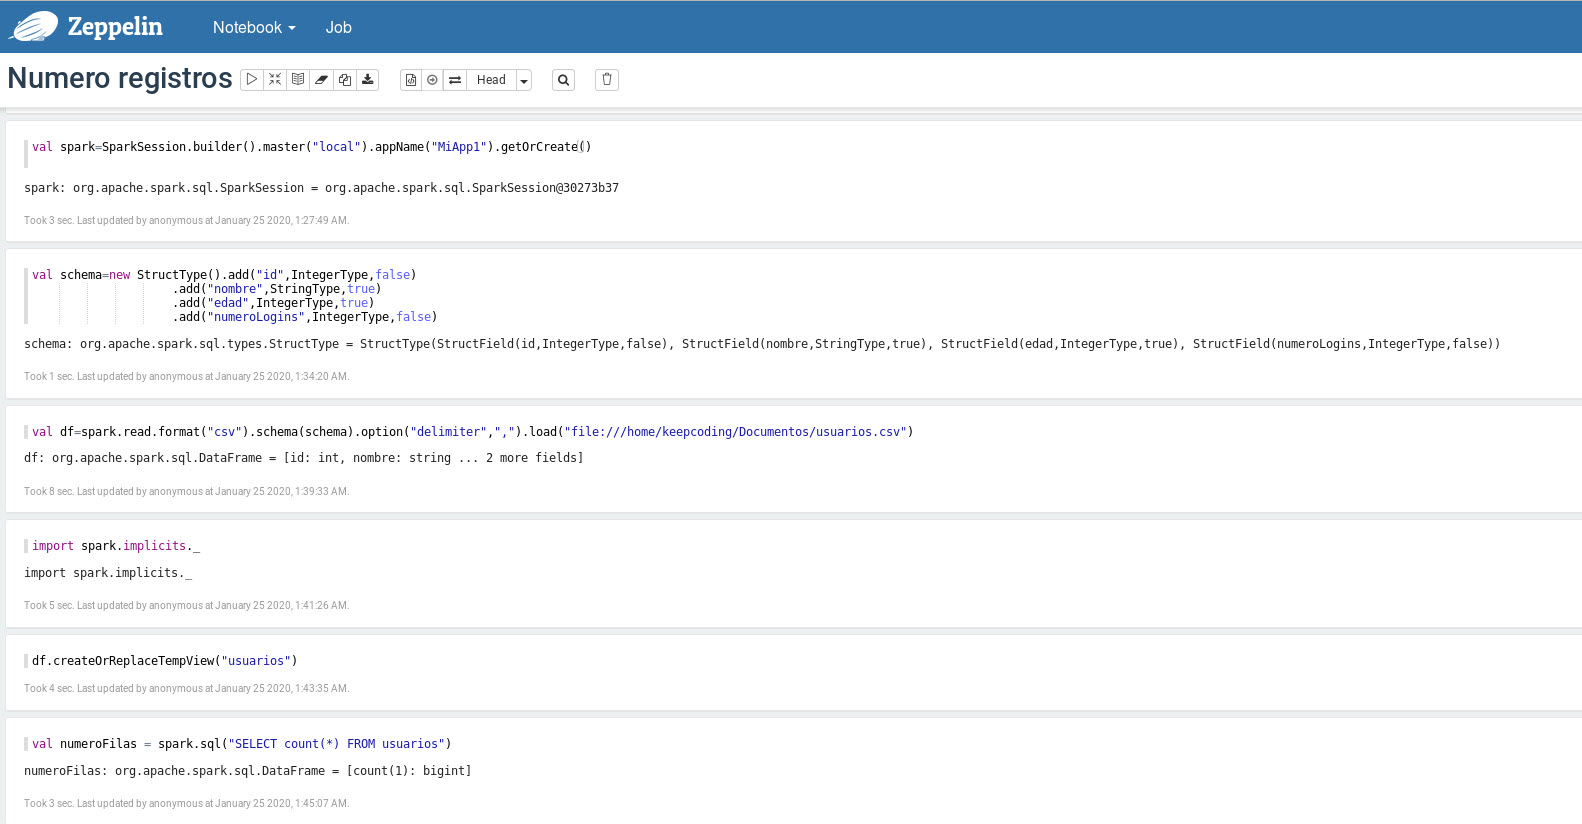 Zeppelin Notebook Job
Numero registros Head
val spark=SparkSession.builder().master("local").appName("MiApp1").getOrCreate()
spark: org.apache.spark.sql.SparkSession = org.apache.spark.sql.SparkSession@30273b37
Took 3 sec. Last updated by anonymous at January 25 2020, 1:27:49 AM.
val schema=new StructType().add("id",IntegerType,false)
.add("nombre",StringType,true)
.add("edad",IntegerType,true)
.add("numeroLogins",IntegerType,false)
schema: org.apache.spark.sql.types.StructType = StructType(StructField(id,IntegerType,false), StructField(nombre,StringType,true), StructField(edad,IntegerType,true), StructField(numeroLogins,IntegerType,false))
Took 1 sec. Last updated by anonymous at January 25 2020, 1:34:20 AM.
val df=spark.read.format("csv").schema(schema).option("delimiter",",").load("file:///home/keepcoding/Documentos/usuarios.csv")
df: org.apache.spark.sql.DataFrame = [id: int, nombre: string ... 2 more fields]
Took 8 sec. Last updated by anonymous at January 25 2020, 1:39:33 AM.
import spark.implicits._
import spark.implicits._
Took 5 sec. Last updated by anonymous at January 25 2020, 1:41:26 AM.
df.createOrReplaceTempView("usuarios")
Took 4 sec. Last updated by anonymous at January 25 2020, 1:43:35 AM.
val numeroFilas = spark.sql("SELECT count(*) FROM usuarios")
numeroFilas: org.apache.spark.sql.DataFrame = [count(1): bigint]
Took 3 sec. Last updated by anonymous at January 25 2020, 1:45:07 AM.